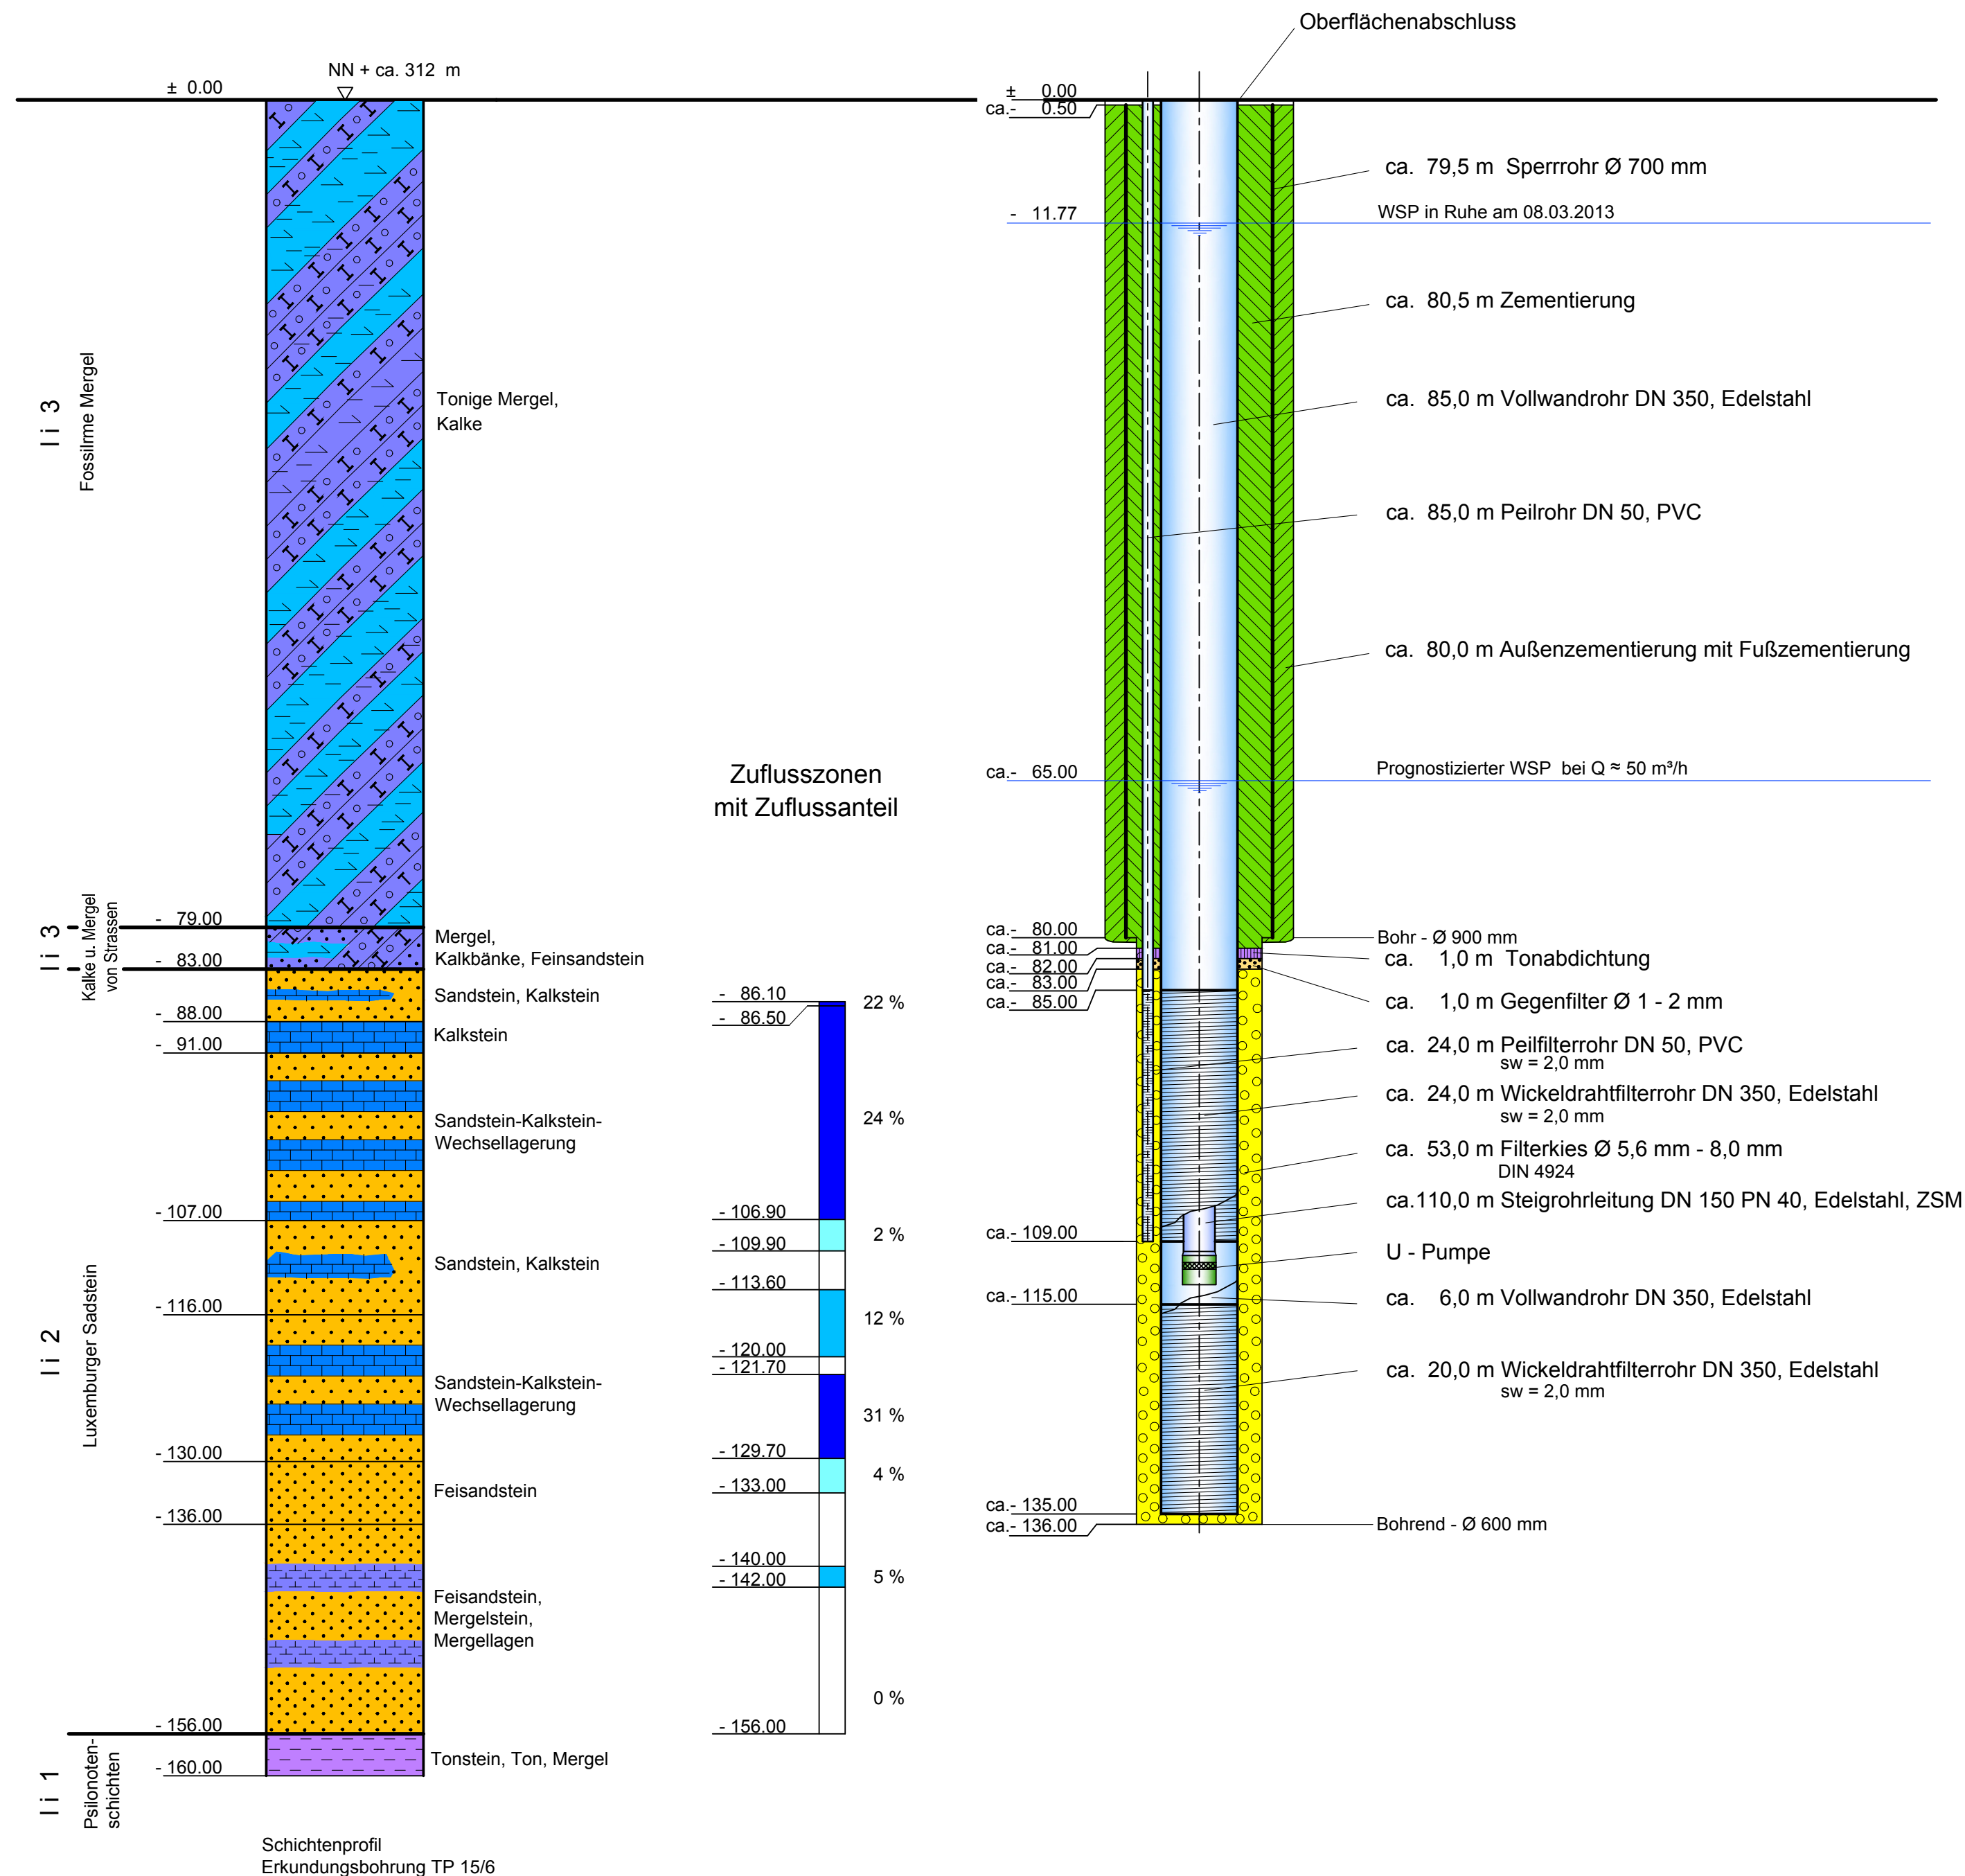 Oberflächenabschluss
NN + ca. 312 m
± 0.00
l i 3
Fossilrme Mergel
Tonige Mergel,
Kalke
l i 3
Kalke u. Mergel
von Strassen
- 79.00
Mergel,
Kalkbänke, Feinsandstein
- 83.00
Sandstein, Kalkstein
- 88.00
Kalkstein
- 91.00
Sandstein-Kalkstein-
Wechsellagerung
- 107.00
Sandstein, Kalkstein
- 116.00
l i 2
Luxemburger Sadstein
Sandstein-Kalkstein-
Wechsellagerung
- 130.00
Feisandstein
- 136.00
Feisandstein,
Mergelstein,
Mergellagen
- 156.00
Tonstein, Ton, Mergel
- 160.00
l i 1
Psilonoten-
schichten
Schichtenprofil
Erkundungsbohrung TP 15/6
Zuflusszonen
mit Zuflussanteil
- 86.10
22 %
- 86.50
24 %
- 106.90
2 %
- 109.90
- 113.60
12 %
- 120.00
- 121.70
31 %
- 129.70
4 %
- 133.00
- 140.00
5 %
- 142.00
0 %
- 156.00
± 0.00
ca.- 0.50
ca. 79,5 m Sperrrohr Ø 700 mm
- 11.77
WSP in Ruhe am 08.03.2013
ca. 80,5 m Zementierung
ca. 85,0 m Vollwandrohr DN 350, Edelstahl
ca. 85,0 m Peilrohr DN 50, PVC
ca. 80,0 m Außenzementierung mit Fußzementierung
ca.- 65.00
Prognostizierter WSP bei Q ≈ 50 m³/h
ca.- 80.00
Bohr - Ø 900 mm
ca.- 81.00
ca. 1,0 m Tonabdichtung
ca.- 82.00
ca.- 83.00
ca.- 85.00
ca. 1,0 m Gegenfilter Ø 1 - 2 mm
ca. 24,0 m Peilfilterrohr DN 50, PVC
sw = 2,0 mm
ca. 24,0 m Wickeldrahtfilterrohr DN 350, Edelstahl
sw = 2,0 mm
ca. 53,0 m Filterkies Ø 5,6 mm - 8,0 mm
DIN 4924
ca.110,0 m Steigrohrleitung DN 150 PN 40, Edelstahl, ZSM
ca.- 109.00
U - Pumpe
ca.- 115.00
ca. 6,0 m Vollwandrohr DN 350, Edelstahl
ca. 20,0 m Wickeldrahtfilterrohr DN 350, Edelstahl
sw = 2,0 mm
ca.- 135.00
ca.- 136.00
Bohrend - Ø 600 mm